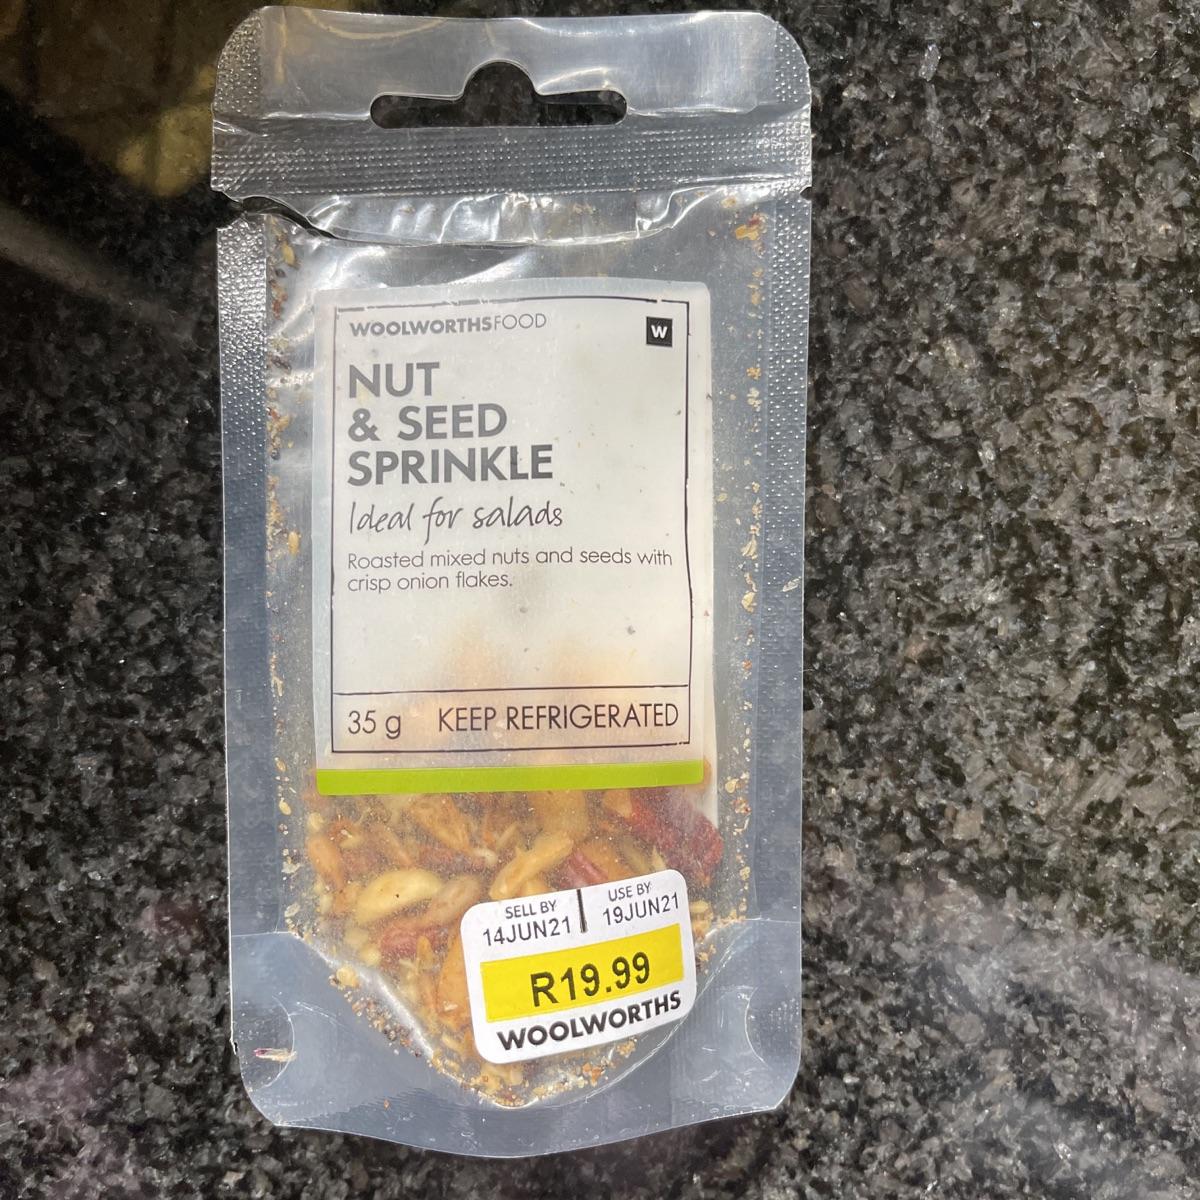 WOOLWORTHSFOOD
W
NUT
& SEED
SPRINKLE
Ideal for salads
Roasted mixed nuts and seeds with
crisp onion flakes.
35 g KEEP REFRIGERATED
SELL BY USE BY
14JUN21 19JUN21
R19.99
WOOLWORTHS